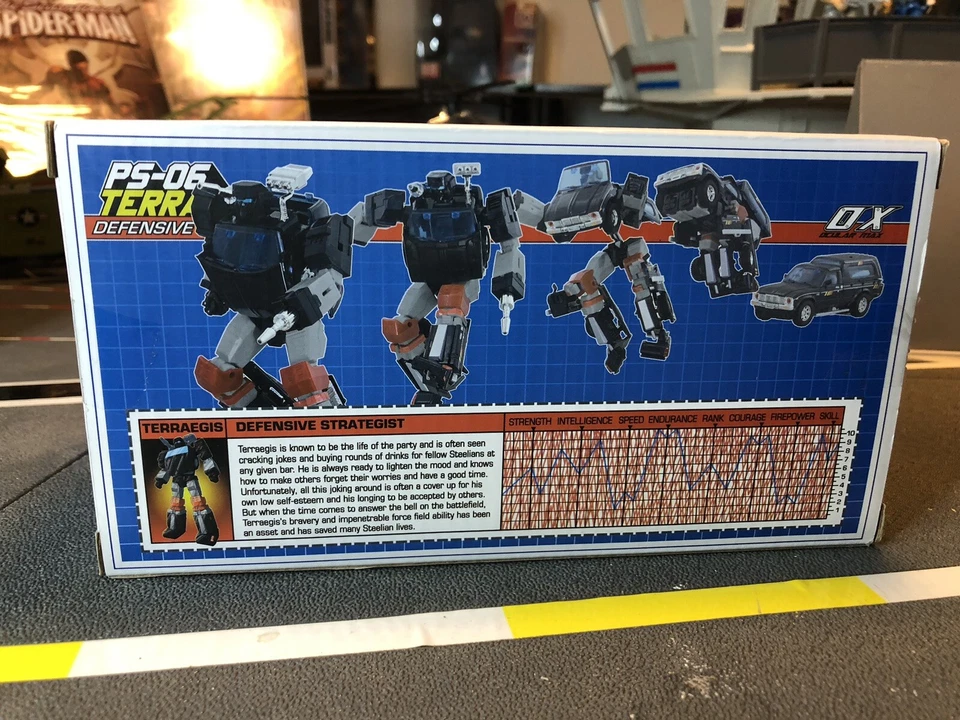 SPIDER-MAN
PS-06
TERRA
DEFENSIVE
O-X
OCULAR MAX
TERRAEGIS
DEFENSIVE STRATEGIST
Terraegis is known to be the life of the party and is often seen
cracking jokes and buying rounds of drinks for fellow Steelians at
any given bar. He is always ready to lighten the mood and knows
how to make others forget their worries and have a good time.
Unfortunately, all this joking around is often a cover up for his
own low self-esteem and his longing to be accepted by others.
But when the time comes to answer the bell on the battlefield,
Terraegis's bravery and impenetrable force field ability has been
an asset and has saved many Steelian lives.
STRENGTH INTELLIGENCE SPEED ENDURANCE RANK COURAGE FIREPOWER SKILL
10
9
8
7
6
5
4
3
2
1